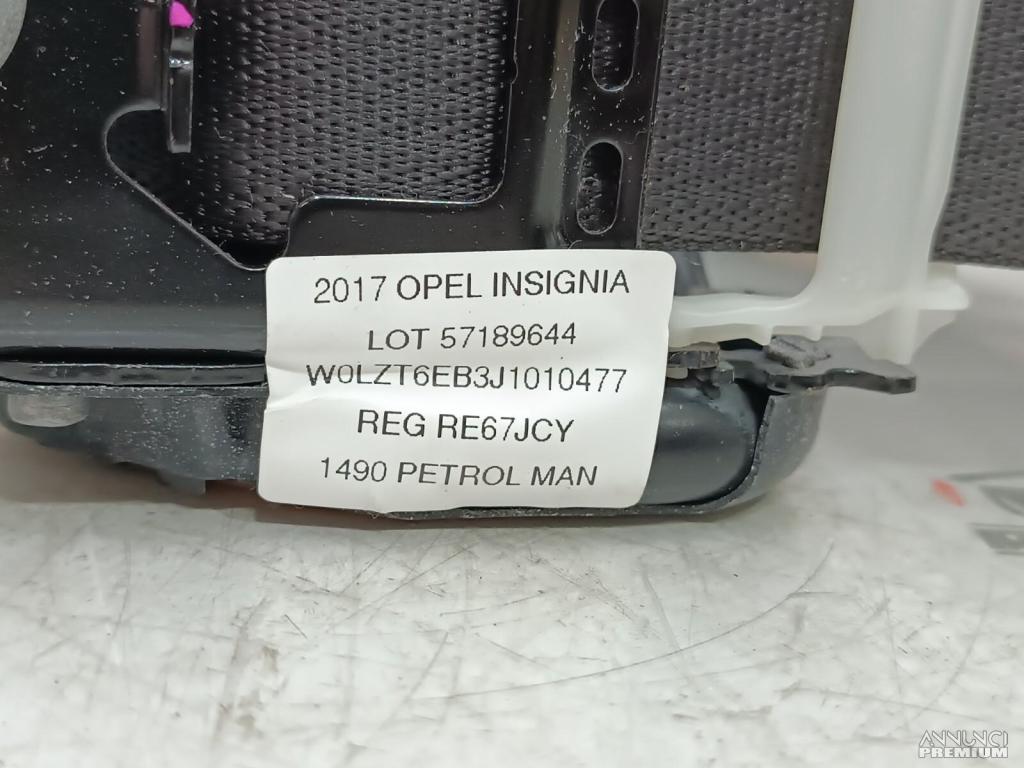 2017 OPEL INSIGNIA
LOT 57189644
W0LZT6EB3J1010477
REG RE67JCY
1490 PETROL MAN
ANNUNCI
PREMIUM